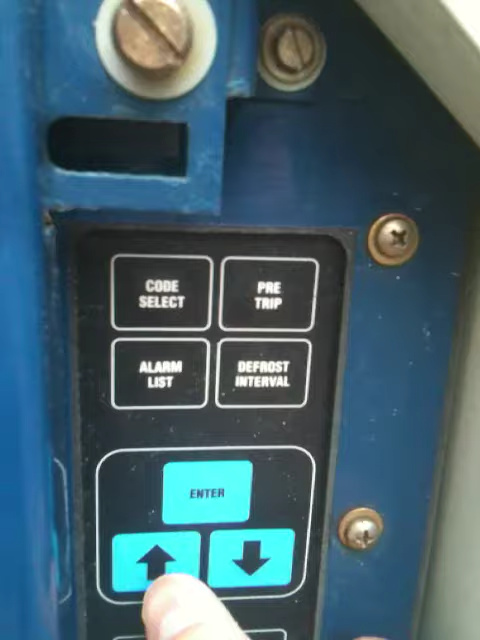 CODE
SELECT
PRE
TRIP
ALARM
LIST
DEFROST
INTERVAL
ENTER